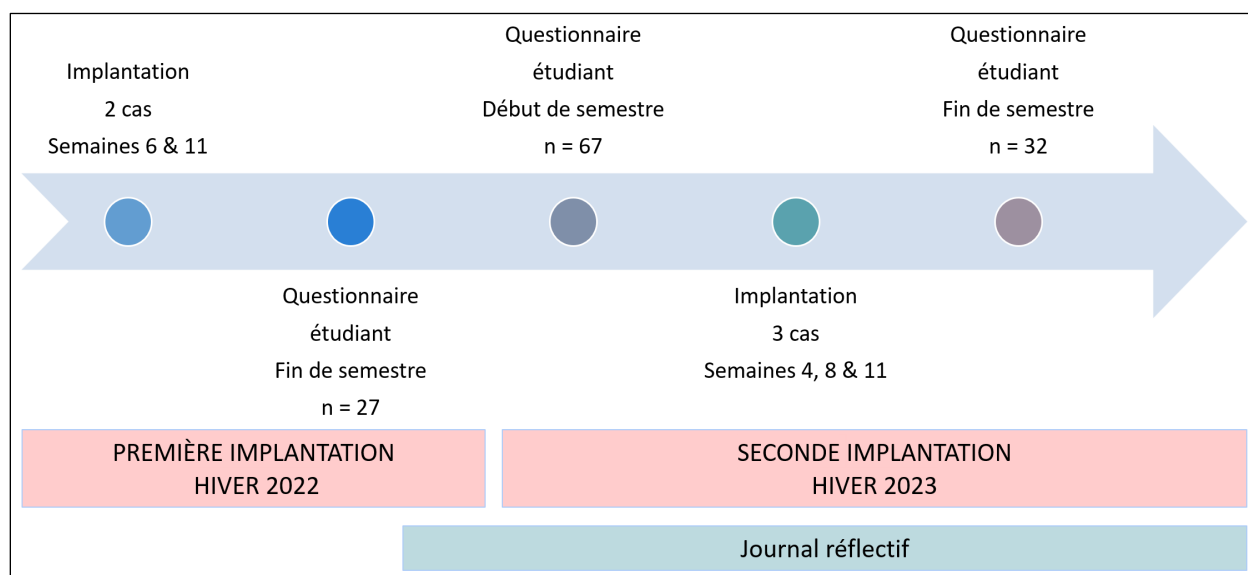 Implantation
2 cas
Semaines 6 & 11
Questionnaire
étudiant
Fin de semestre
n = 27
Questionnaire
étudiant
Début de semestre
n = 67
Implantation
3 cas
Semaines 4, 8 & 11
Questionnaire
étudiant
Fin de semestre
n = 32
PREMIÈRE IMPLANTATION
HIVER 2022
SECONDE IMPLANTATION
HIVER 2023
Journal réflectif